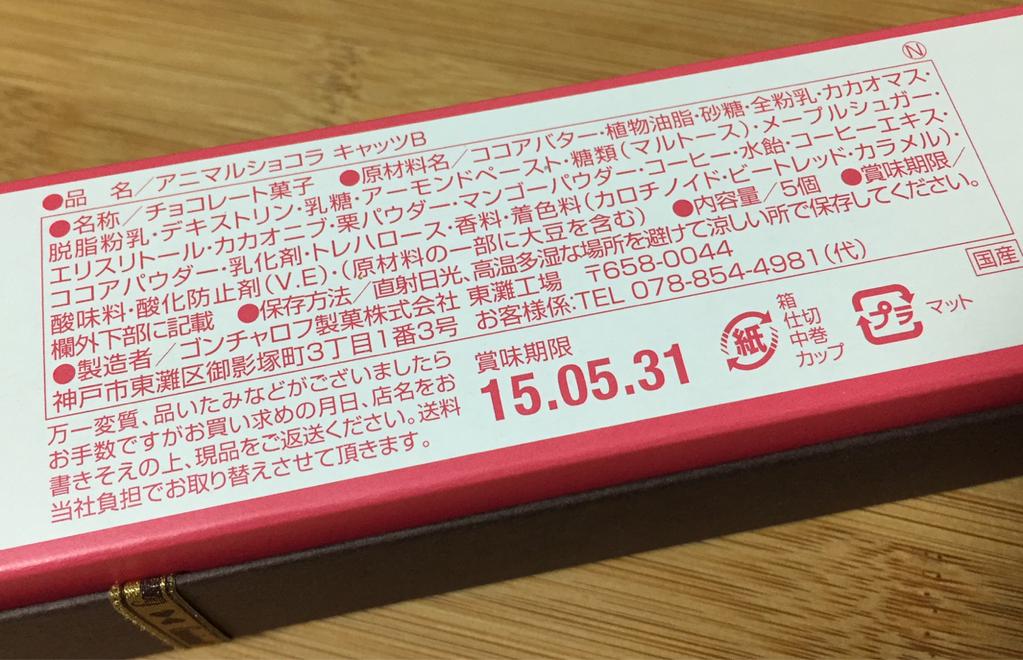 Ⓝ
●品 名／アニマルショコラ キャッツB
●名称／チョコレート菓子 ●原材料名／ココアバター・植物油脂・砂糖・全粉乳・カカオマス・
脱脂粉乳・デキストリン・乳糖・アーモンドペースト・糖類(マルトース)・メープルシュガー・
エリスリトール・カカオニブ・栗パウダー・マンゴーパウダー・コーヒー・水飴・コーヒーエキス・
ココアパウダー・乳化剤・トレハロース・香料・着色料(カロチノイド・ビートレッド・カラメル)・
酸味料・酸化防止剤(V.E)・(原材料の一部に大豆を含む) ●内容量／5個 ●賞味期限／
欄外下部に記載 ●保存方法／直射日光、高温多湿な場所を避けて涼しい所で保存してください。
●製造者／ゴンチャロフ製菓株式会社 東灘工場 〒658-0044
神戸市東灘区御影塚町3丁目1番3号 お客様係:TEL 078-854-4981(代)
国産
万一変質、品いたみなどがございましたら
お手数ですがお買い求めの月日、店名をお
書きそえの上、現品をご返送ください。送料
当社負担でお取り替えさせて頂きます。
賞味期限
15.05.31
紙
箱
仕切
中巻
カップ
プラ
マット